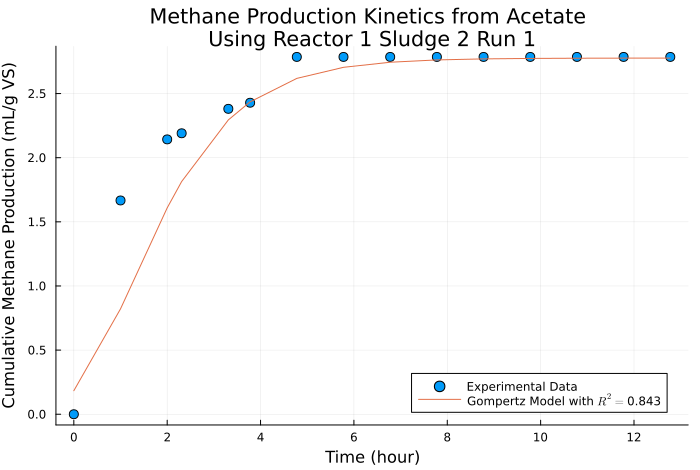 Methane Production Kinetics from Acetate
Using Reactor 1 Sludge 2 Run 1
Cumulative Methane Production (mL/g VS)
2.5
2.0
1.5
1.0
0.5
0.0
0 2 4 6 8 10 12
Time (hour)
Experimental Data
Gompertz Model with R² = 0.843